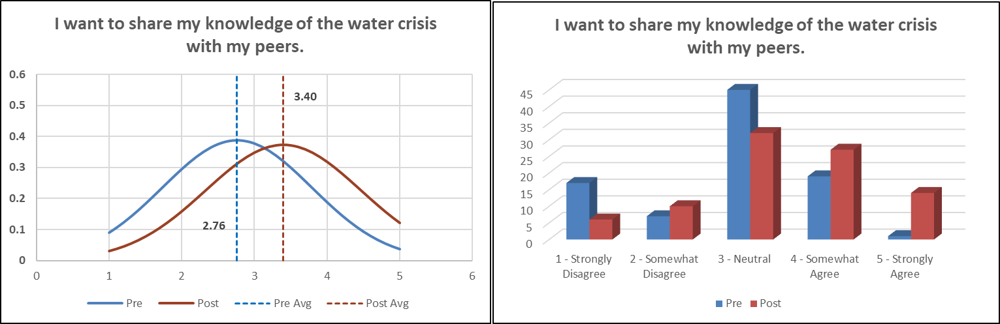 I want to share my knowledge of the water crisis
with my peers.
0.6
0.5
0.4
0.3
0.2
0.1
0
3.40
2.76
0 1 2 3 4 5 6
Pre Post Pre Avg Post Avg
I want to share my knowledge of the water crisis
with my peers.
45
40
35
30
25
20
15
10
5
0
1 - Strongly 2 - Somewhat 3 - Neutral 4 - Somewhat 5 - Strongly
Disagree Disagree Agree Agree
Pre Post